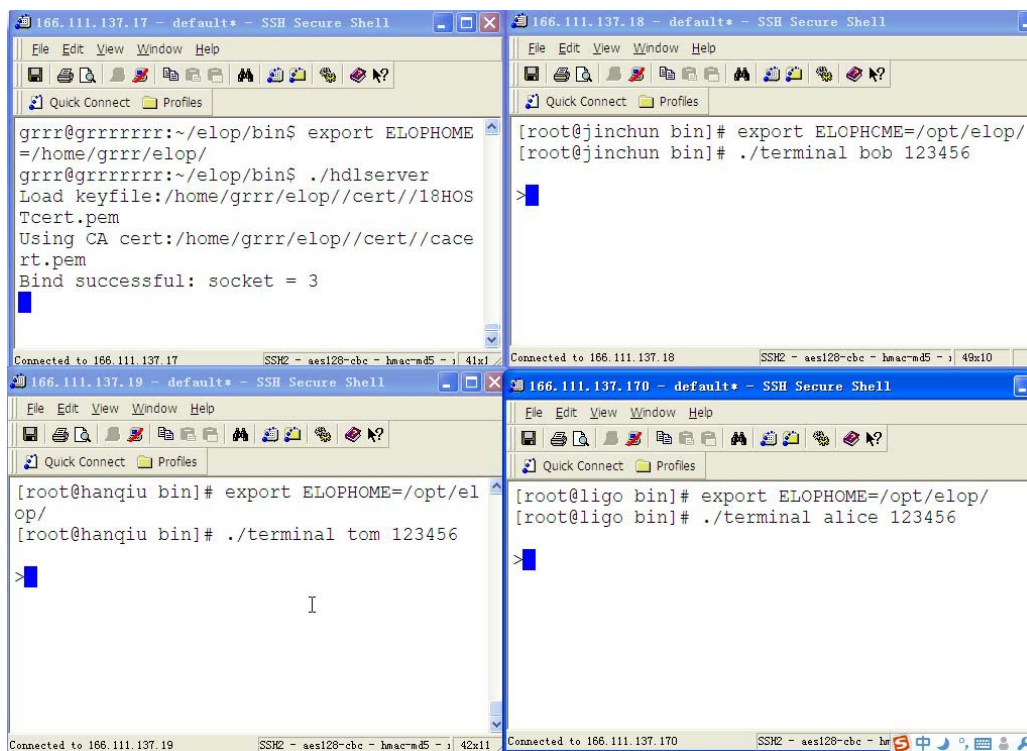 166.111.137.17 - default* - SSH Secure Shell
File Edit View Window Help
Quick Connect Profiles
grrr@grrrrrrr:~/elop/bin$ export ELOPHOME
=/home/grrr/elop/
grrr@grrrrrrr:~/elop/bin$ ./hdlserver
Load keyfile:/home/grrr/elop//cert//18HOS
Tcert.pem
Using CA cert:/home/grrr/elop//cert//cace
rt.pem
Bind successful: socket = 3
Connected to 166.111.137.17 SSH2 - aes128-cbc - hmac-md5 - 41x1
166.111.137.18 - default* - SSH Secure Shell
File Edit View Window Help
Quick Connect Profiles
[root@jinchun bin]# export ELOPHCME=/opt/elop/
[root@jinchun bin]# ./terminal bob 123456
>
Connected to 166.111.137.18 SSH2 - aes128-cbc - hmac-md5 - 49x10
166.111.137.19 - default* - SSH Secure Shell
File Edit View Window Help
Quick Connect Profiles
[root@hanqiu bin]# export ELOPHOME=/opt/el
op/
[root@hanqiu bin]# ./terminal tom 123456
>
Connected to 166.111.137.19 SSH2 - aes128-cbc - hmac-md5 - 42x11
166.111.137.170 - default* - SSH Secure Shell
File Edit View Window Help
Quick Connect Profiles
[root@ligo bin]# export ELOPHOME=/opt/elop/
[root@ligo bin]# ./terminal alice 123456
>
Connected to 166.111.137.170 SSH2 - aes128-cbc - hm
S 中